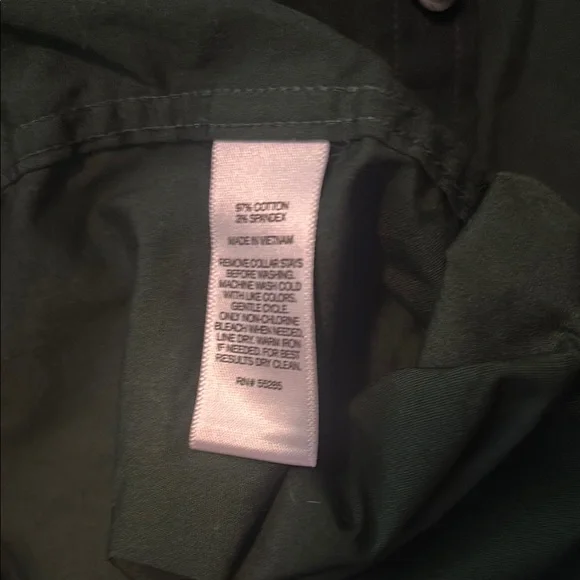 97% COTTON
3% SPANDEX
MADE IN VIETNAM
REMOVE COLLAR STAYS
BEFORE WASHING.
MACHINE WASH COLD
WITH LIKE COLORS.
GENTLE CYCLE.
ONLY NON-CHLORINE
BLEACH WHEN NEEDED.
LINE DRY. WARM IRON
IF NEEDED. FOR BEST
RESULTS DRY CLEAN.
RN# 55285